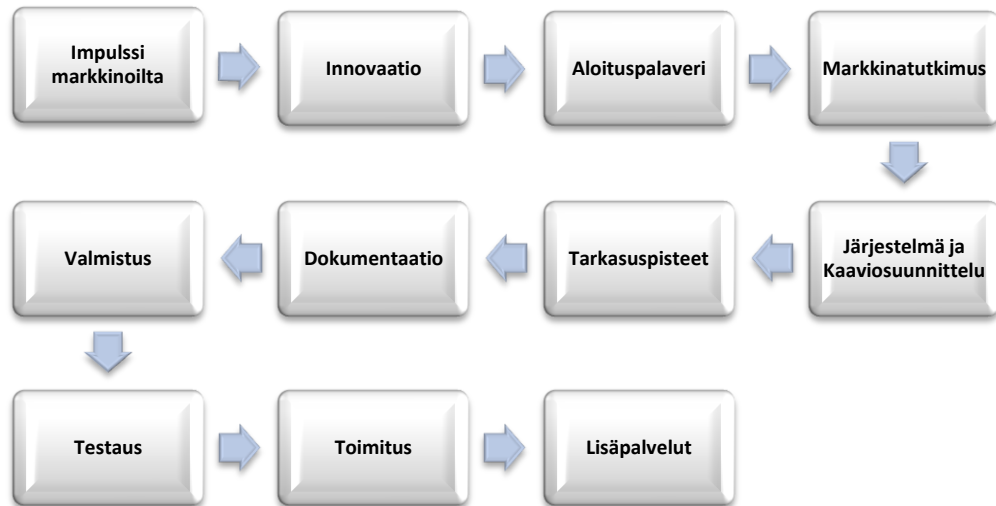 Impulssi
markkinoilta
Innovaatio
Aloituspalaveri
Markkinatutkimus
Järjestelmä ja
Kaaviosuunnittelu
Tarkasuspisteet
Dokumentaatio
Valmistus
Testaus
Toimitus
Lisäpalvelut